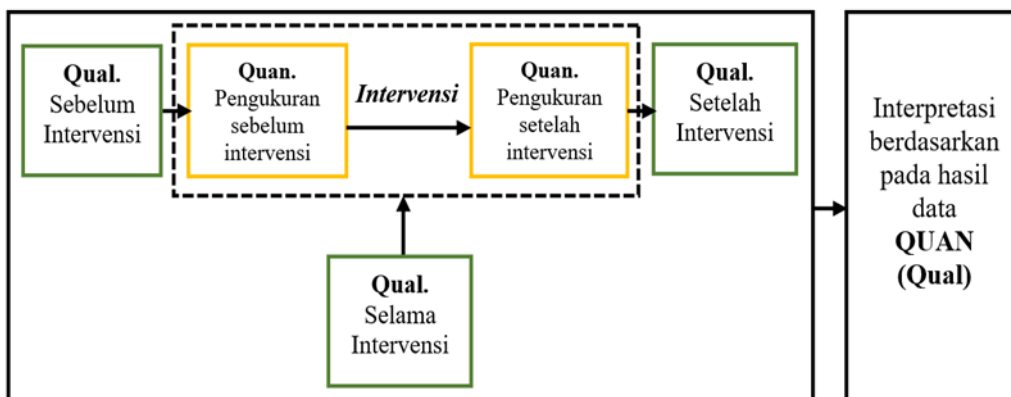 Qual.
Sebelum
Intervensi
Quan.
Pengukuran
sebelum
intervensi
Intervensi
Quan.
Pengukuran
setelah
intervensi
Qual.
Setelah
Intervensi
Qual.
Selama
Intervensi
Interpretasi
berdasarkan
pada hasil
data
QUAN
(Qual)